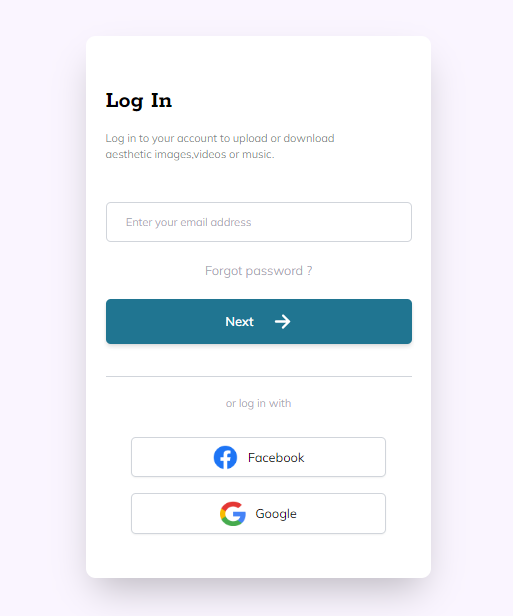 Log In
Log in to your account to upload or download
aesthetic images,videos or music.
Enter your email address
Forgot password ?
Next
or log in with
Facebook
Google